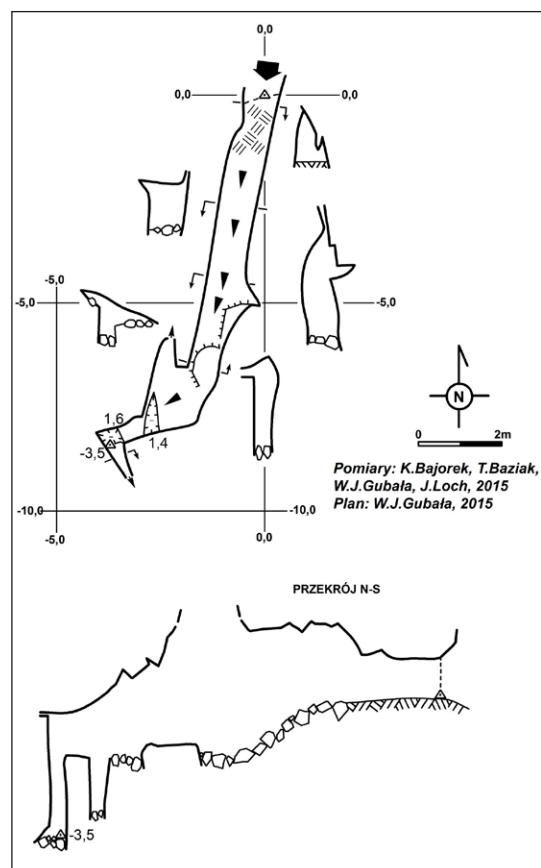 0,0
0,0
0,0
-5,0
-5,0
1,6
-3,5
1,4
N
0
2m
Pomiary: K.Bajorek, T.Baziak,
W.J.Gubała, J.Loch, 2015
Plan: W.J.Gubała, 2015
-10,0
-10,0
-5,0
0,0
PRZEKRÓJ N-S
-3,5